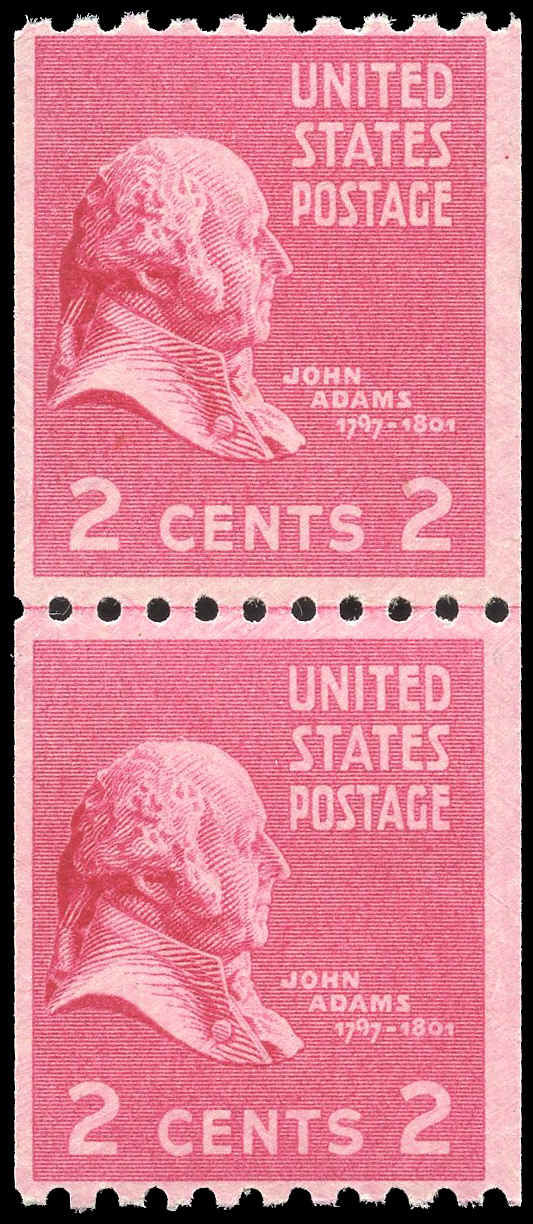 UNITED
STATES
POSTAGE
JOHN
ADAMS
1797-1801
2 CENTS 2
UNITED
STATES
POSTAGE
JOHN
ADAMS
1797-1801
2 CENTS 2